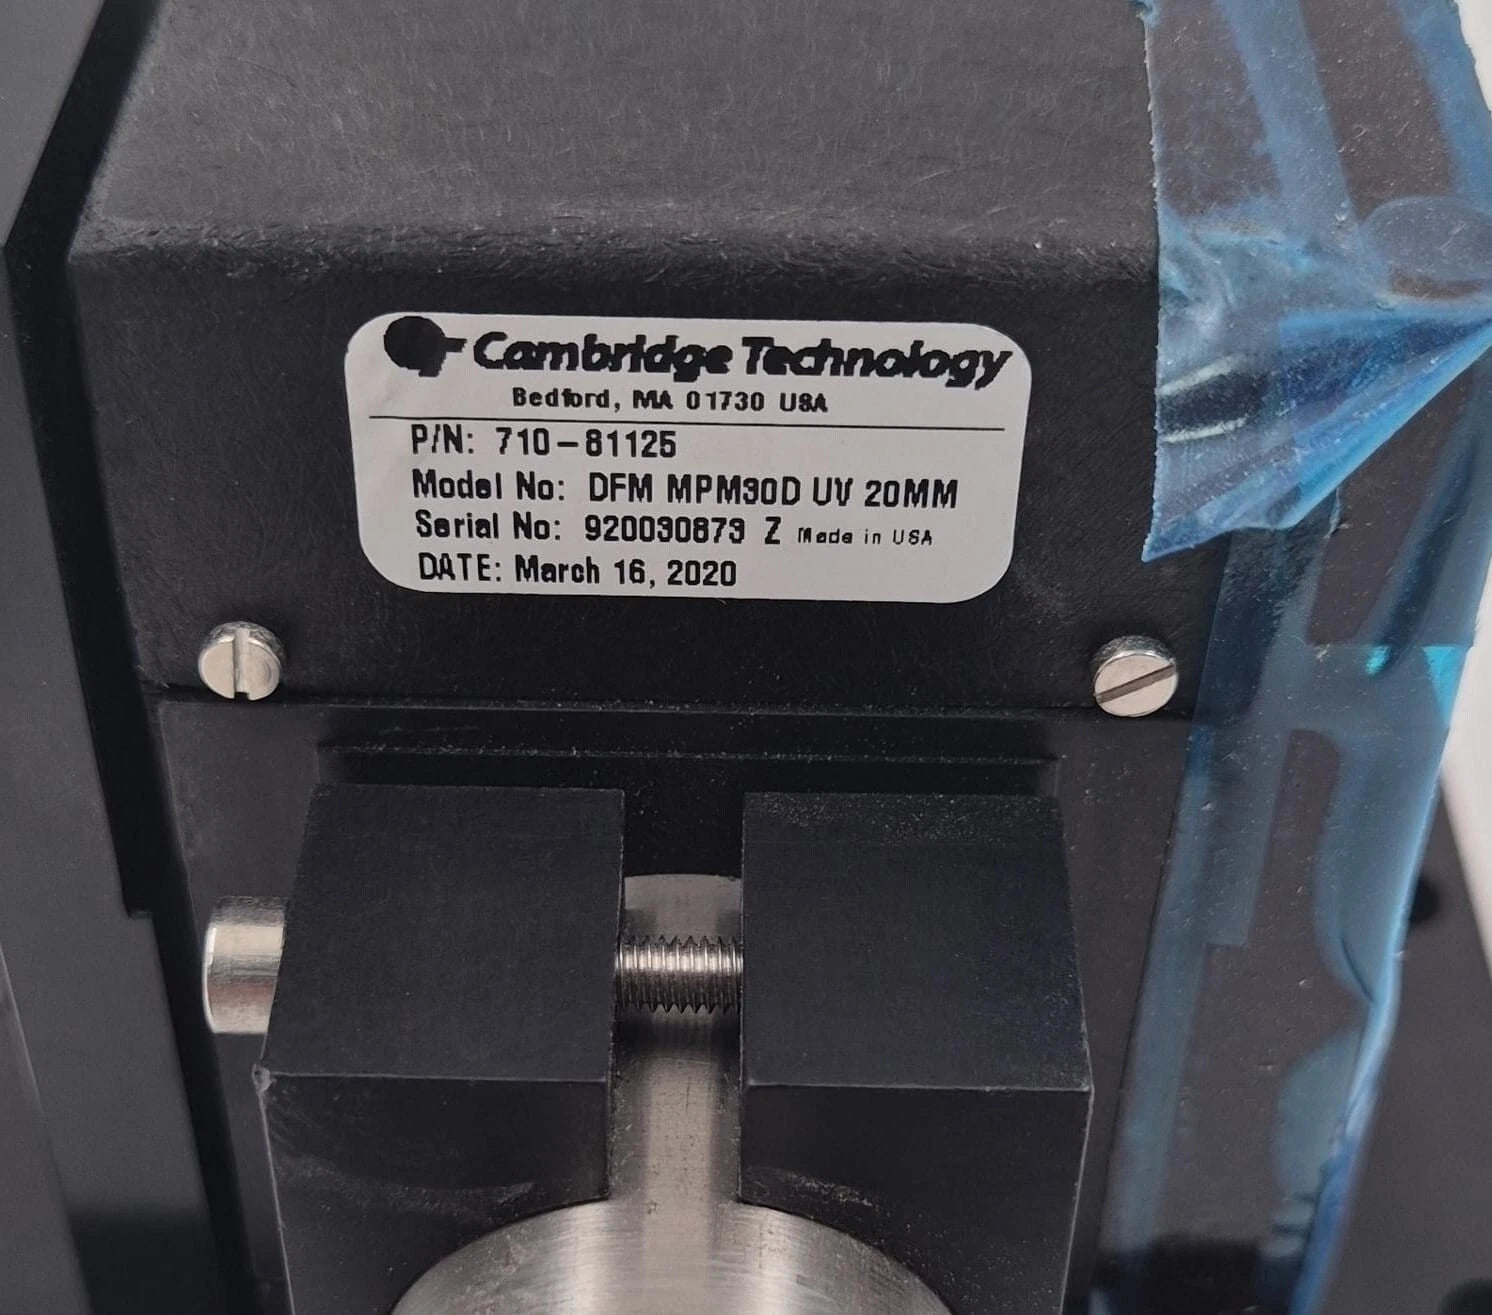 Cambridge Technology
Bedford, MA 01730 USA
P/N: 710-81125
Model No: DFM MPM30D UV 20MM
Serial No: 920030873 Z Made in USA
DATE: March 16, 2020